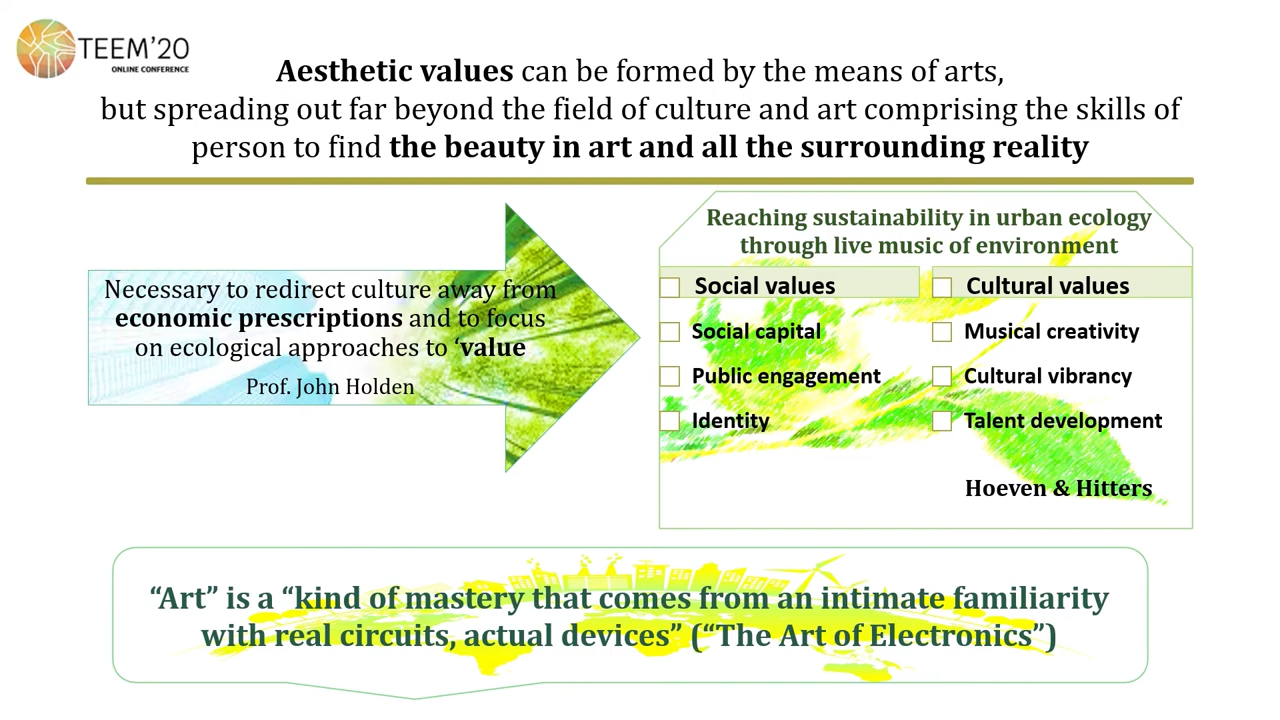 TEEM’20
ONLINE CONFERENCE
Aesthetic values can be formed by the means of arts,
but spreading out far beyond the field of culture and art comprising the skills of
person to find the beauty in art and all the surrounding reality
Necessary to redirect culture away from
economic prescriptions and to focus
on ecological approaches to ‘value
Prof. John Holden
Reaching sustainability in urban ecology
through live music of environment
Social values
Social capital
Public engagement
Identity
Cultural values
Musical creativity
Cultural vibrancy
Talent development
Hoeven & Hitters
“Art” is a “kind of mastery that comes from an intimate familiarity
with real circuits, actual devices” (“The Art of Electronics”)